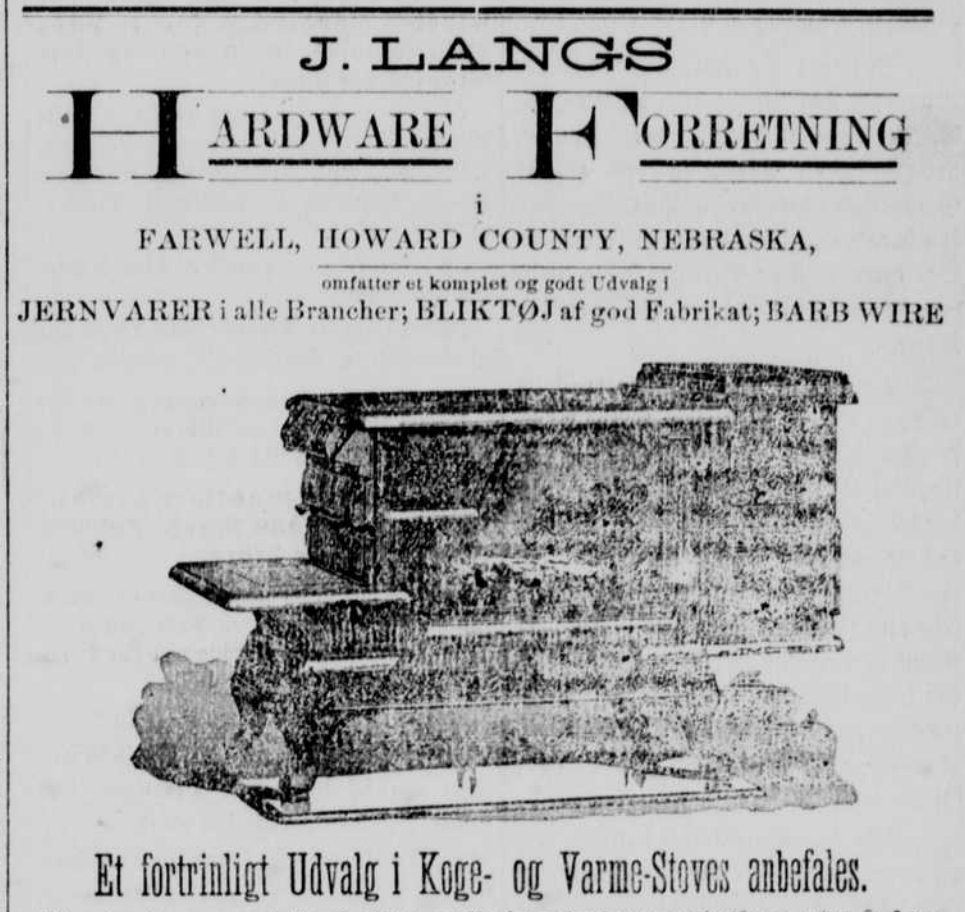 J. LANGS
HARDWARE FORRETNING
i
FARWELL, HOWARD COUNTY, NEBRASKA,
omfatter et komplet og godt Udvalg i
JERNVARER i alle Brancher; BLIKTØJ af god Fabrikat; BARB WIRE
Et fortrinligt Udvalg i Koge- og Varme-Stoves anbefales.